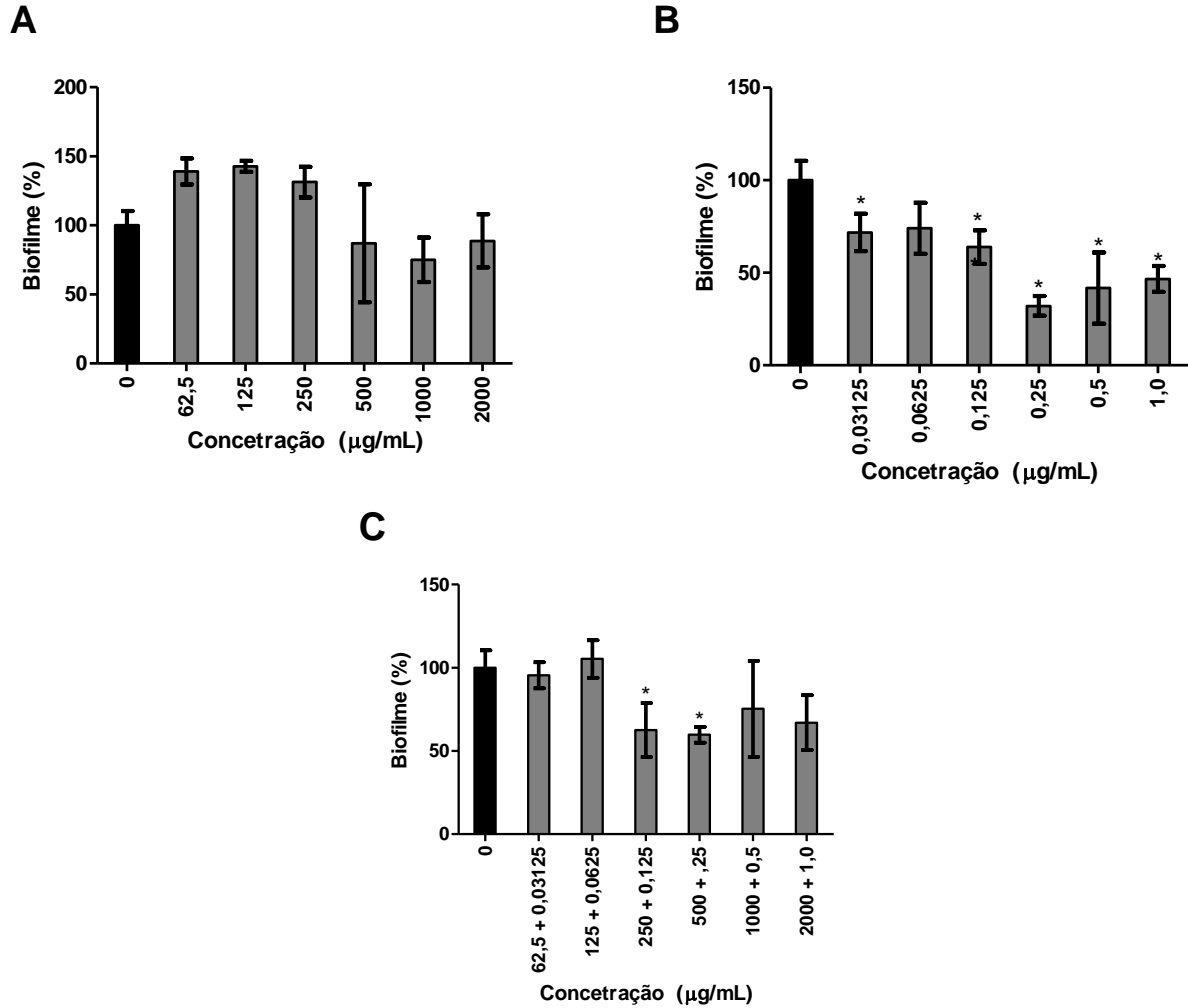 A
Biofilme (%)
200
150
100
50
0
0
62,5
125
250
500
1000
2000
Concetração (μg/mL)
B
Biofilme (%)
150
100
50
0
*
*
*
*
*
*
0
0,03125
0,0625
0,125
0,25
0,5
1,0
Concetração (μg/mL)
C
Biofilme (%)
150
100
50
0
*
*
0
62,5 + 0,03125
125 + 0,0625
250 + 0,125
500 + ,25
1000 + 0,5
2000 + 1,0
Concetração (μg/mL)